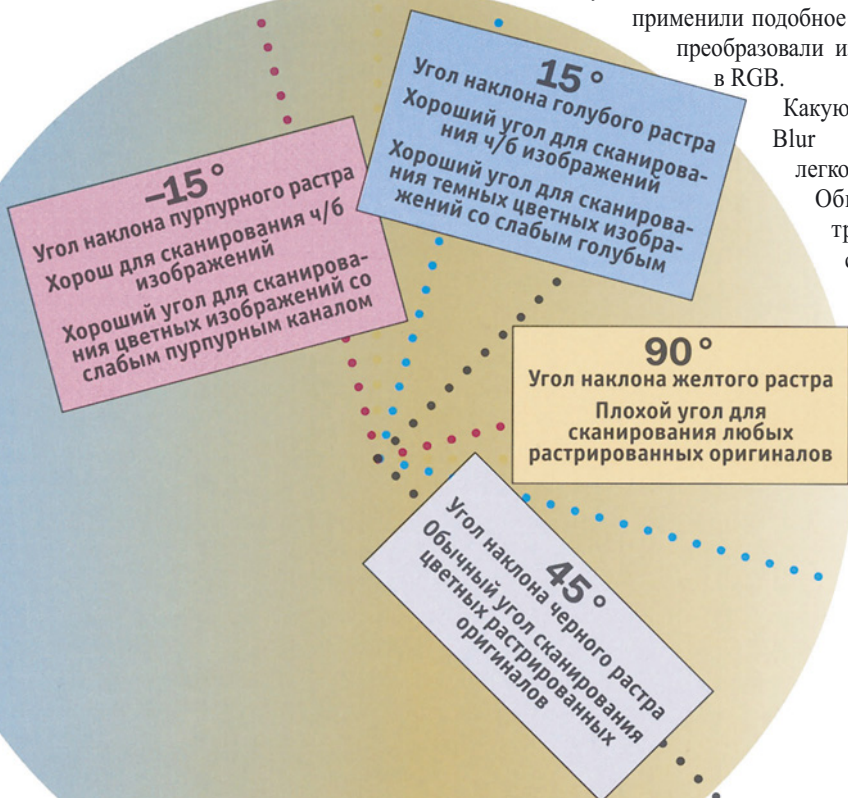 применили подобное
преобразовали и
в RGB.
Какую
Blur
легко
Обы
тр
с
15°
Угол наклона голубого растра
Хороший угол для сканирова-
ния ч/б изображений
Хороший угол для сканирова-
ния темных цветных изобра-
жений со слабым голубым
–15°
Угол наклона пурпурного растра
Хорош для сканирования ч/б
изображений
Хороший угол для сканирова-
ния цветных изображений со
слабым пурпурным каналом
90°
Угол наклона желтого растра
Плохой угол для
сканирования любых
растрированных оригиналов
45°
Угол наклона черного растра
Обычный угол сканирования
цветных растрированных
оригиналов